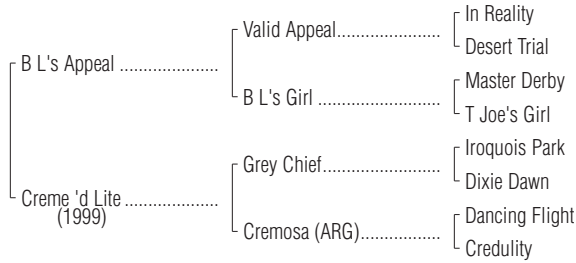 In Reality
Valid Appeal.....................
Desert Trial
B L's Appeal ....................
Master Derby
B L's Girl .........................
T Joe's Girl
Iroquois Park
Grey Chief........................
Dixie Dawn
Creme 'd Lite ...................
(1999)
Dancing Flight
Cremosa (ARG)................
Credulity